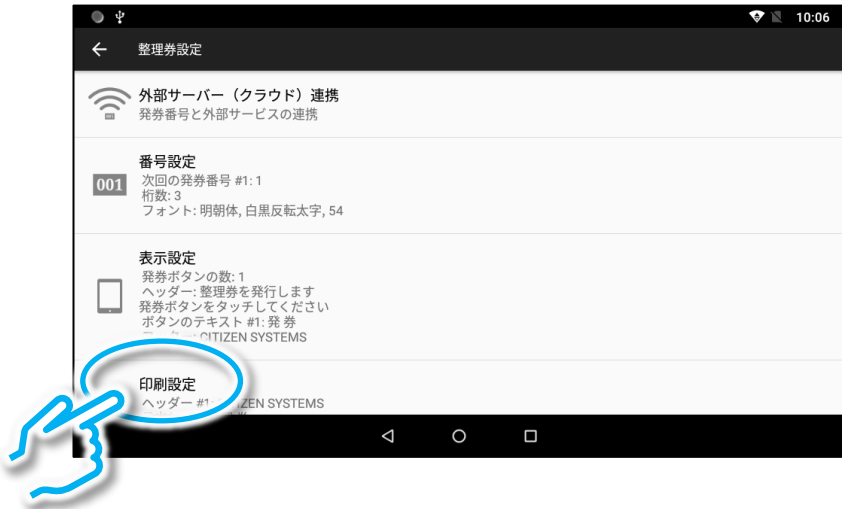 10:06
整理券設定
外部サーバー（クラウド）連携
発券番号と外部サービスの連携
001
番号設定
次回の発券番号 #1: 1
桁数: 3
フォント: 明朝体, 白黒反転太字, 54
表示設定
発券ボタンの数: 1
ヘッダー: 整理券を発行します
発券ボタンをタッチしてください
ボタンのテキスト #1: 発 券
CITIZEN SYSTEMS
印刷設定
ヘッダー #1: SYSTEMS